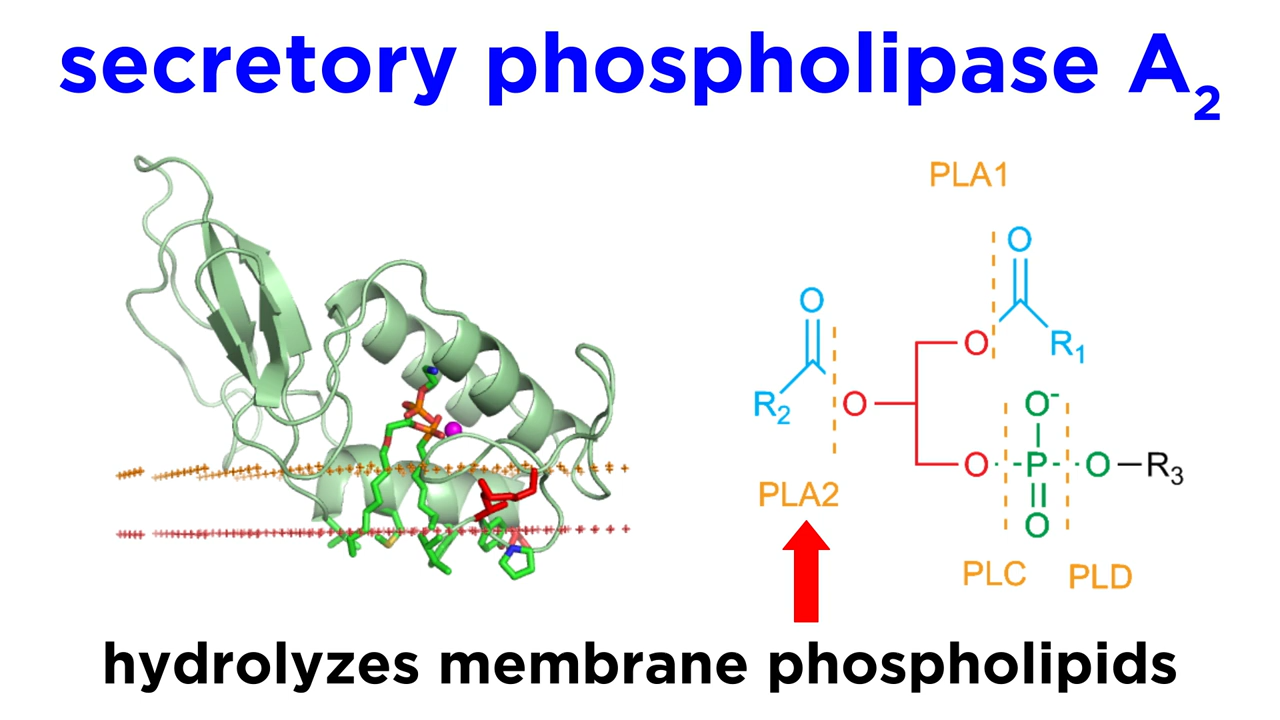 secretory phospholipase A₂
PLA1
O
O
O
R₁
R₂
O
O⁻
O
P
O
R₃
O
PLA2
PLC
PLD
hydrolyzes membrane phospholipids